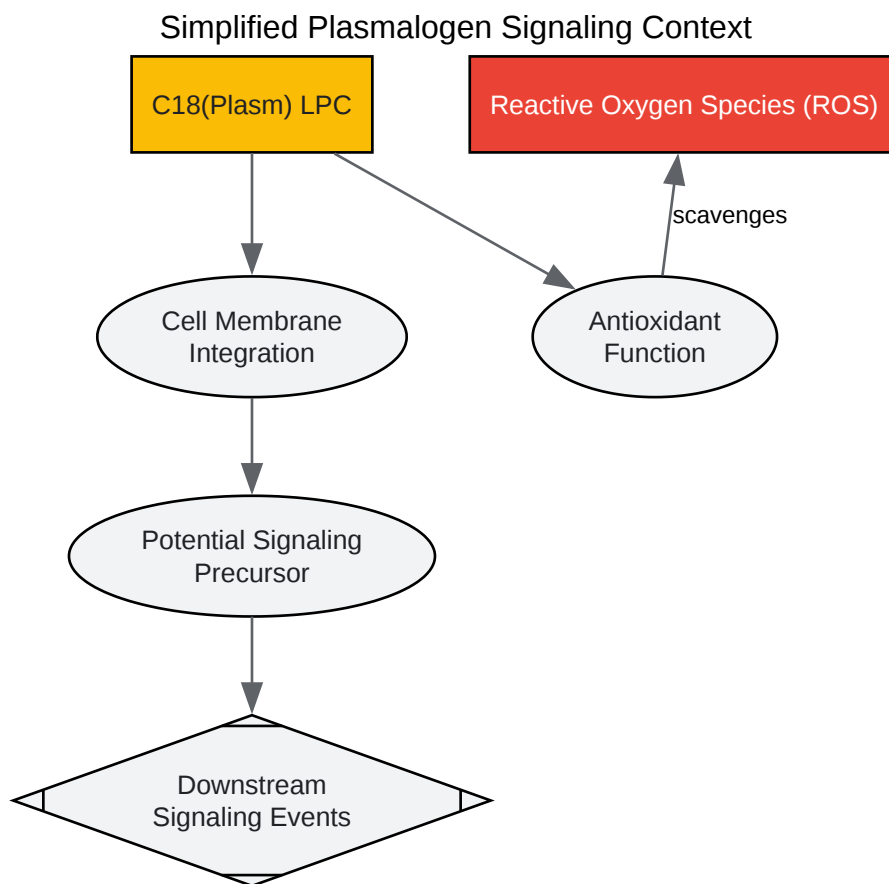 Simplified Plasmalogen Signaling Context
C18(Plasm) LPC
Reactive Oxygen Species (ROS)
scavenges
Cell Membrane
Integration
Antioxidant
Function
Potential Signaling
Precursor
Downstream
Signaling Events